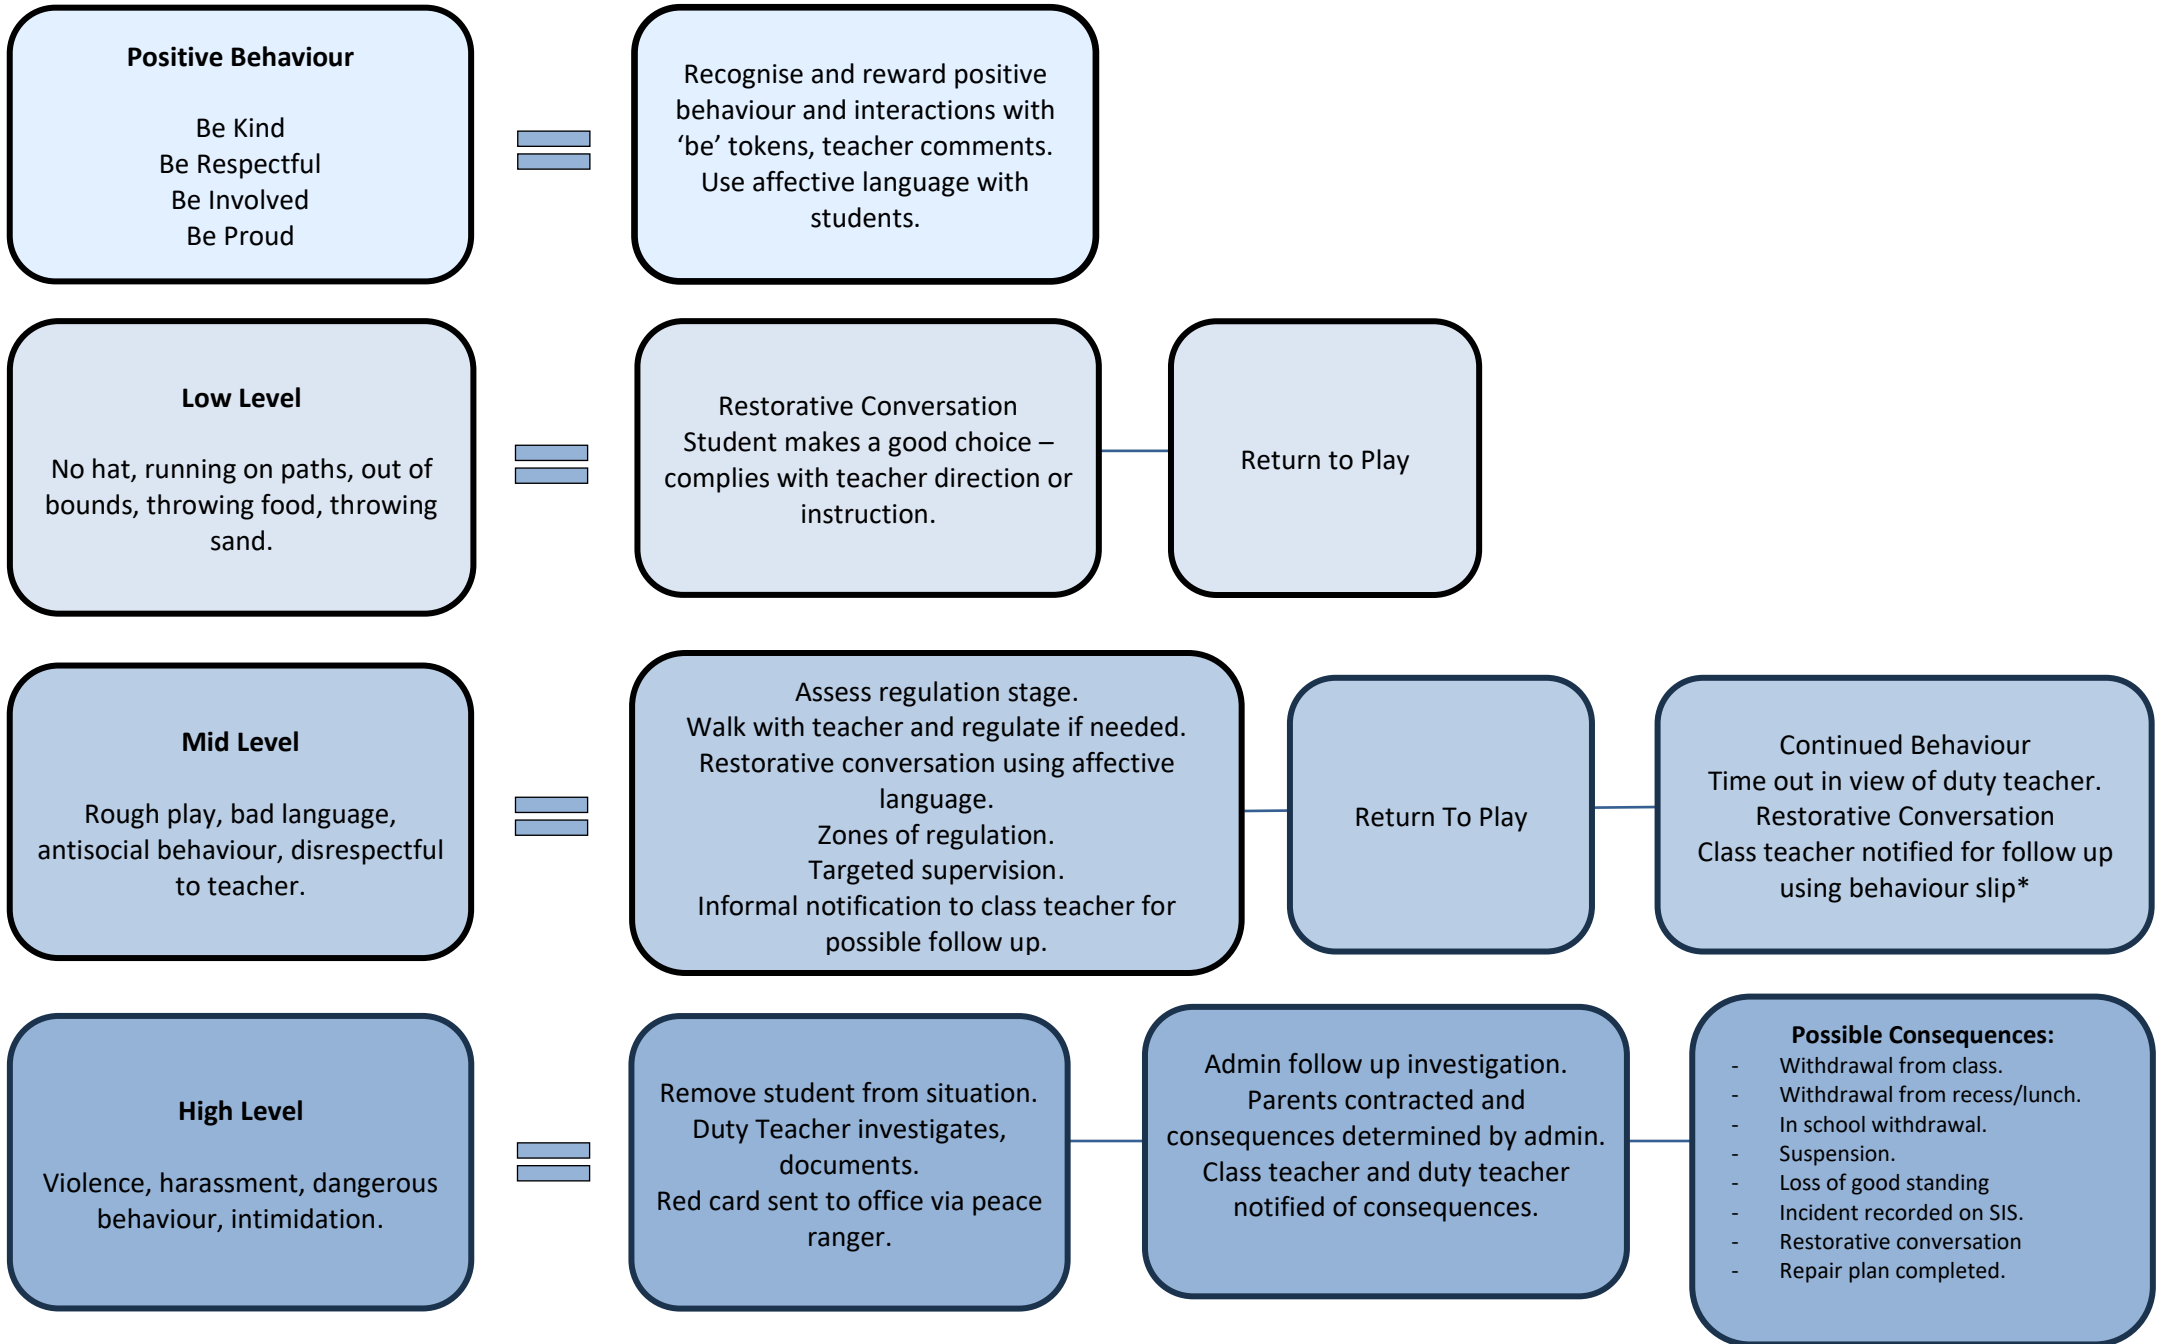 Positive Behaviour
Be Kind
Be Respectful
Be Involved
Be Proud
Recognise and reward positive
behaviour and interactions with
‘be’ tokens, teacher comments.
Use affective language with
students.
Low Level
No hat, running on paths, out of
bounds, throwing food, throwing
sand.
Restorative Conversation
Student makes a good choice –
complies with teacher direction or
instruction.
Return to Play
Mid Level
Rough play, bad language,
antisocial behaviour, disrespectful
to teacher.
Assess regulation stage.
Walk with teacher and regulate if needed.
Restorative conversation using affective
language.
Zones of regulation.
Targeted supervision.
Informal notification to class teacher for
possible follow up.
Return To Play
Continued Behaviour
Time out in view of duty teacher.
Restorative Conversation
Class teacher notified for follow up
using behaviour slip*
High Level
Violence, harassment, dangerous
behaviour, intimidation.
Remove student from situation.
Duty Teacher investigates,
documents.
Red card sent to office via peace
ranger.
Admin follow up investigation.
Parents contracted and
consequences determined by admin.
Class teacher and duty teacher
notified of consequences.
Possible Consequences:
- Withdrawal from class.
- Withdrawal from recess/lunch.
- In school withdrawal.
- Suspension.
- Loss of good standing
- Incident recorded on SIS.
- Restorative conversation
- Repair plan completed.